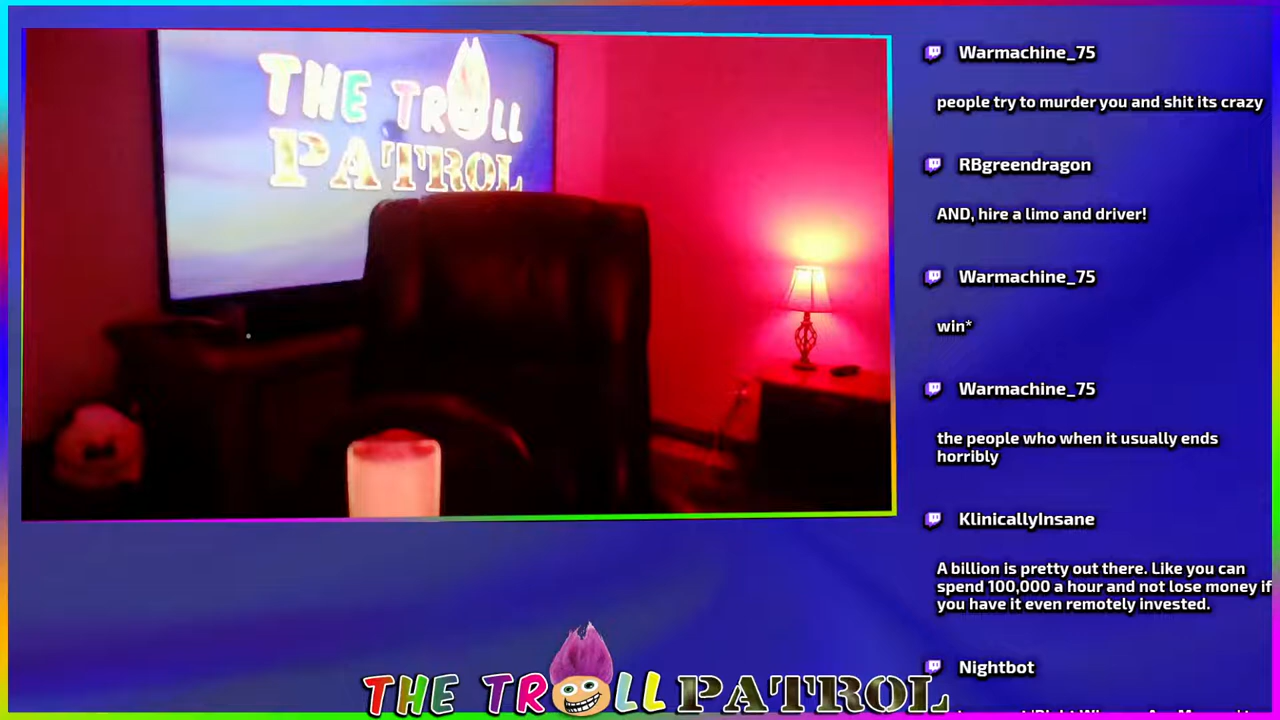 THE TROLL
PATROL
Warmachine_75
people try to murder you and shit its crazy
RBgreendragon
AND, hire a limo and driver!
Warmachine_75
win*
Warmachine_75
the people who when it usually ends
horribly
KlinicallyInsane
A billion is pretty out there. Like you can
spend 100,000 a hour and not lose money if
you have it even remotely invested.
Nightbot
THE TROLL PATROL